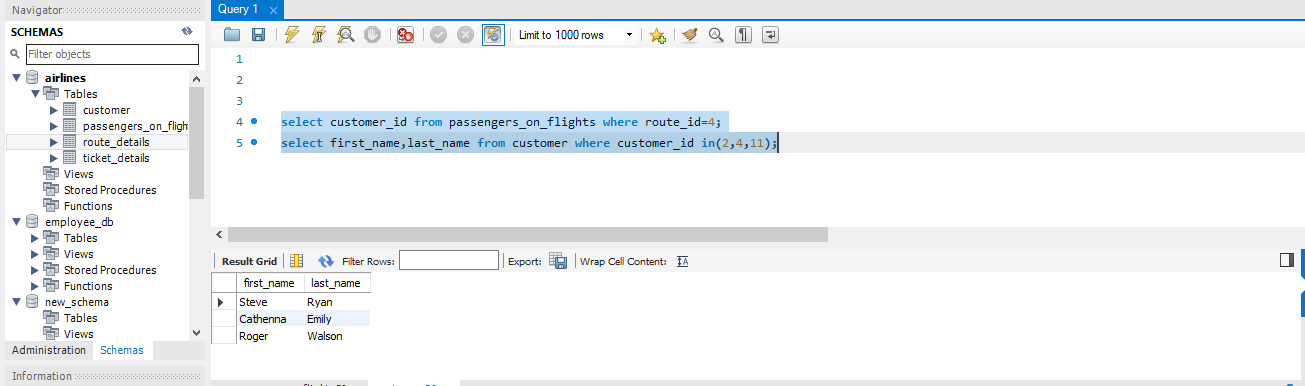 Navigator
SCHEMAS
Filter objects
airlines
Tables
customer
passengers_on_fligh
route_details
ticket_details
Views
Stored Procedures
Functions
employee_db
Tables
Views
Stored Procedures
Functions
new_schema
Tables
Views
Administration Schemas
Information
Query 1
Limit to 1000 rows
1
2
3
4 select customer_id from passengers_on_flights where route_id=4;
5 select first_name,last_name from customer where customer_id in(2,4,11);
Result Grid Filter Rows: Export: Wrap Cell Content:
first_name last_name
Steve Ryan
Cathenna Emily
Roger Walson